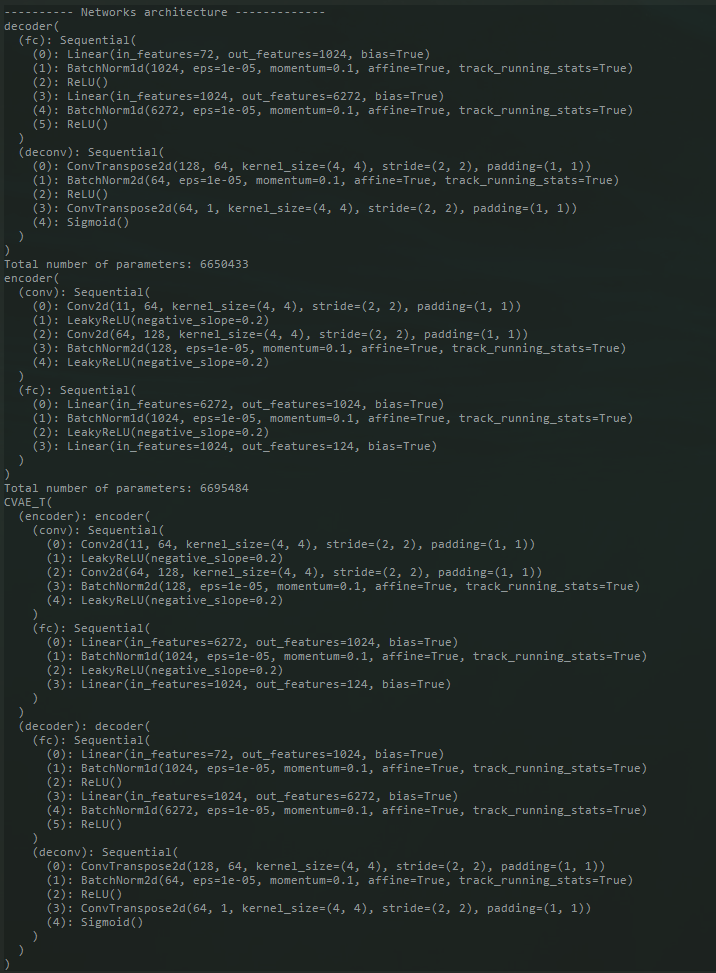 ---------- Networks architecture -------------
decoder(
  (fc): Sequential(
    (0): Linear(in_features=72, out_features=1024, bias=True)
    (1): BatchNorm1d(1024, eps=1e-05, momentum=0.1, affine=True, track_running_stats=True)
    (2): ReLU()
    (3): Linear(in_features=1024, out_features=6272, bias=True)
    (4): BatchNorm1d(6272, eps=1e-05, momentum=0.1, affine=True, track_running_stats=True)
    (5): ReLU()
  )
  (deconv): Sequential(
    (0): ConvTranspose2d(128, 64, kernel_size=(4, 4), stride=(2, 2), padding=(1, 1))
    (1): BatchNorm2d(64, eps=1e-05, momentum=0.1, affine=True, track_running_stats=True)
    (2): ReLU()
    (3): ConvTranspose2d(64, 1, kernel_size=(4, 4), stride=(2, 2), padding=(1, 1))
    (4): Sigmoid()
  )
)
Total number of parameters: 6650433
encoder(
  (conv): Sequential(
    (0): Conv2d(11, 64, kernel_size=(4, 4), stride=(2, 2), padding=(1, 1))
    (1): LeakyReLU(negative_slope=0.2)
    (2): Conv2d(64, 128, kernel_size=(4, 4), stride=(2, 2), padding=(1, 1))
    (3): BatchNorm2d(128, eps=1e-05, momentum=0.1, affine=True, track_running_stats=True)
    (4): LeakyReLU(negative_slope=0.2)
  )
  (fc): Sequential(
    (0): Linear(in_features=6272, out_features=1024, bias=True)
    (1): BatchNorm1d(1024, eps=1e-05, momentum=0.1, affine=True, track_running_stats=True)
    (2): LeakyReLU(negative_slope=0.2)
    (3): Linear(in_features=1024, out_features=124, bias=True)
  )
)
Total number of parameters: 6695484
CVAE_T(
  (encoder): encoder(
    (conv): Sequential(
      (0): Conv2d(11, 64, kernel_size=(4, 4), stride=(2, 2), padding=(1, 1))
      (1): LeakyReLU(negative_slope=0.2)
      (2): Conv2d(64, 128, kernel_size=(4, 4), stride=(2, 2), padding=(1, 1))
      (3): BatchNorm2d(128, eps=1e-05, momentum=0.1, affine=True, track_running_stats=True)
      (4): LeakyReLU(negative_slope=0.2)
    )
    (fc): Sequential(
      (0): Linear(in_features=6272, out_features=1024, bias=True)
      (1): BatchNorm1d(1024, eps=1e-05, momentum=0.1, affine=True, track_running_stats=True)
      (2): LeakyReLU(negative_slope=0.2)
      (3): Linear(in_features=1024, out_features=124, bias=True)
    )
  )
  (decoder): decoder(
    (fc): Sequential(
      (0): Linear(in_features=72, out_features=1024, bias=True)
      (1): BatchNorm1d(1024, eps=1e-05, momentum=0.1, affine=True, track_running_stats=True)
      (2): ReLU()
      (3): Linear(in_features=1024, out_features=6272, bias=True)
      (4): BatchNorm1d(6272, eps=1e-05, momentum=0.1, affine=True, track_running_stats=True)
      (5): ReLU()
    )
    (deconv): Sequential(
      (0): ConvTranspose2d(128, 64, kernel_size=(4, 4), stride=(2, 2), padding=(1, 1))
      (1): BatchNorm2d(64, eps=1e-05, momentum=0.1, affine=True, track_running_stats=True)
      (2): ReLU()
      (3): ConvTranspose2d(64, 1, kernel_size=(4, 4), stride=(2, 2), padding=(1, 1))
      (4): Sigmoid()
    )
  )
)